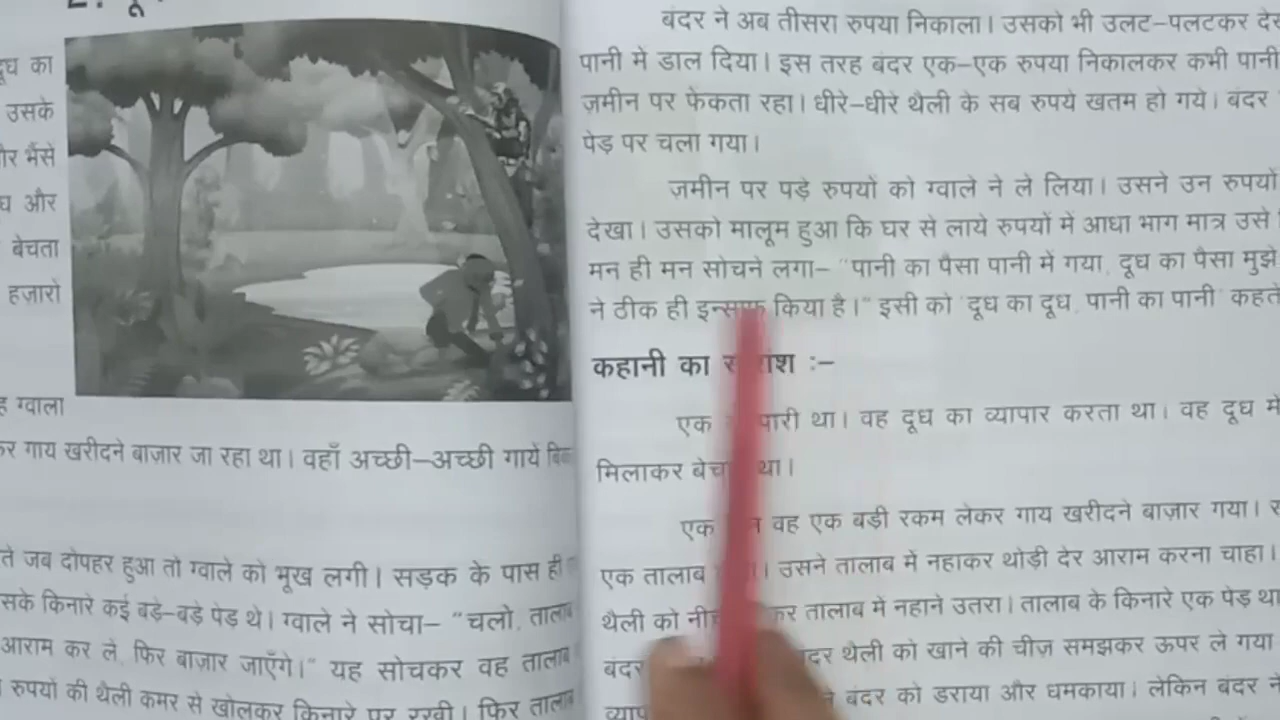 दूध का
उसके
और भैंसे
और
बेचता
हज़ारों
ग्वाला
गाय खरीदने बाज़ार जा रहा था। वहाँ अच्छी–अच्छी गायें
ते जब दोपहर हुआ तो ग्वाले को भूख लगी। सड़क के पास ही
सके किनारे कई बड़े–बड़े पेड़ थे। ग्वाले ने सोचा– “चलो, तालाब
आराम कर ले, फिर बाज़ार जाएँगे।” यह सोचकर वह तालाब
रुपयों की थैली कमर से खोलकर किनारे पर रखी। फिर तालाब
बंदर ने अब तीसरा रुपया निकाला। उसको भी उलट–पलटकर
पानी में डाल दिया। इस तरह बंदर एक–एक रुपया निकालकर कभी पानी
ज़मीन पर फेंकता रहा। धीरे–धीरे थैली के सब रुपये खतम हो गये। बंदर
पेड़ पर चला गया।
ज़मीन पर पड़े रुपयों को ग्वाले ने ले लिया। उसने उन रुपयों
देखा। उसको मालूम हुआ कि घर से लाये रुपयों में आधा भाग मात्र उसे
मन ही मन सोचने लगा– “पानी का पैसा पानी में गया, दूध का पैसा मुझे
ने ठीक ही इन्साफ़ किया है।” इसी को ‘दूध का दूध, पानी का पानी’ कहते
कहानी का सारांश :–
एक पारी था। वह दूध का व्यापार करता था। वह दूध में
मिलाकर था।
एक वह एक बड़ी रकम लेकर गाय खरीदने बाज़ार गया।
एक तालाब उसने तालाब में नहाकर थोड़ी देर आराम करना चाहा।
थैली को कर तालाब में नहाने उतरा। तालाब के किनारे एक पेड़ था
बंदर थैली को खाने की चीज़ समझकर ऊपर ले गया
बंदर को डराया और धमकाया। लेकिन बंदर ने